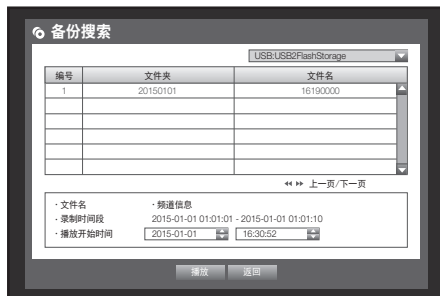 备份搜索
USB:USB2FlashStorage
编号 文件夹 文件名
1 20150101 16190000
上一页/下一页
·文件名 ·频道信息
·录制时间段 2015-01-01 01:01:01 - 2015-01-01 01:01:10
·播放开始时间 2015-01-01 16:30:52
播放 返回